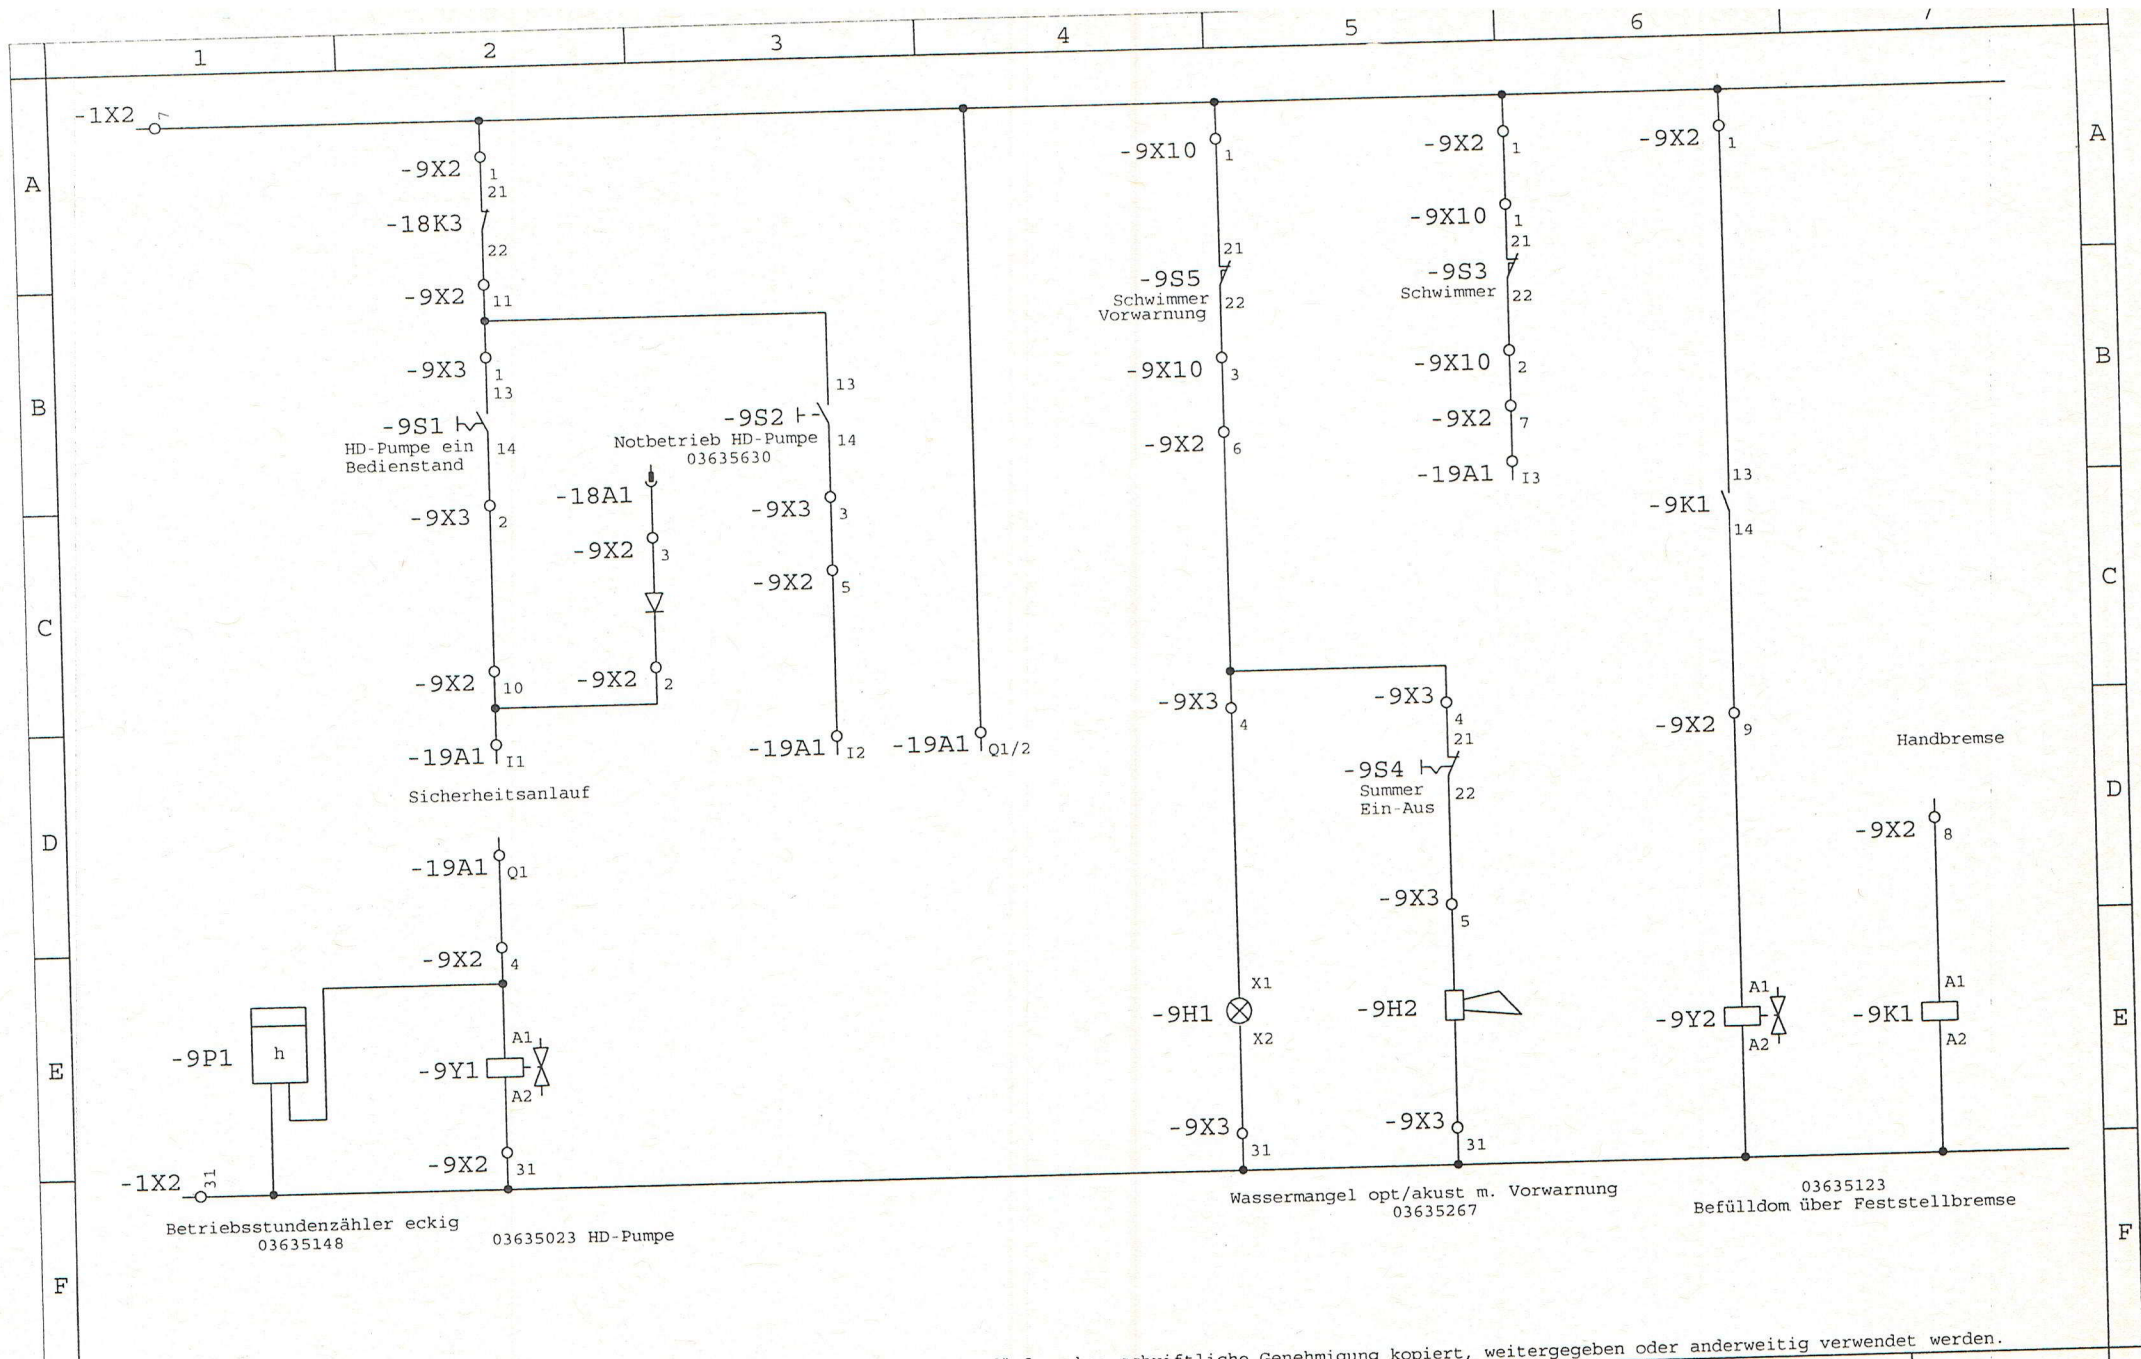 1 2 3 4 5 6 7
A
B
C
D
E
F
-1X2 7
-9X2 1
21
-18K3
22
-9X2 11
-9X3 1
13
-9S1
HD-Pumpe ein
Bedienstand
14
-9X3 2
-9X2 10
-19A1 I1
Sicherheitsanlauf
-18A1
-9X2 3
-9X2 2
13
-9S2
Notbetrieb HD-Pumpe
03635630
14
-9X3 3
-9X2 5
-19A1 I2
-19A1 Q1/2
-19A1 Q1
-9X2 4
-9P1 h
A1
-9Y1
A2
-9X2 31
-1X2 31
Betriebsstundenzähler eckig
03635148
03635023 HD-Pumpe
-9X10 1
21
-9S5
Schwimmer
Vorwarnung
22
-9X10 3
-9X2 6
-9X3 4
X1
-9H1
X2
-9X3 31
-9X2 1
-9X10 1
21
-9S3
Schwimmer
22
-9X10 2
-9X2 7
-19A1 I3
-9X3 4
21
-9S4
Summer
Ein-Aus
22
-9X3 5
-9H2
-9X3 31
Wassermangel opt/akust m. Vorwarnung
03635267
-9X2 1
13
-9K1
14
-9X2 9
A1
-9Y2
A2
Handbremse
-9X2 8
A1
-9K1
A2
03635123
Befülldom über Feststellbremse
A
B
C
D
E
F
schriftliche Genehmigung kopiert, weitergegeben oder anderweitig verwendet werden.